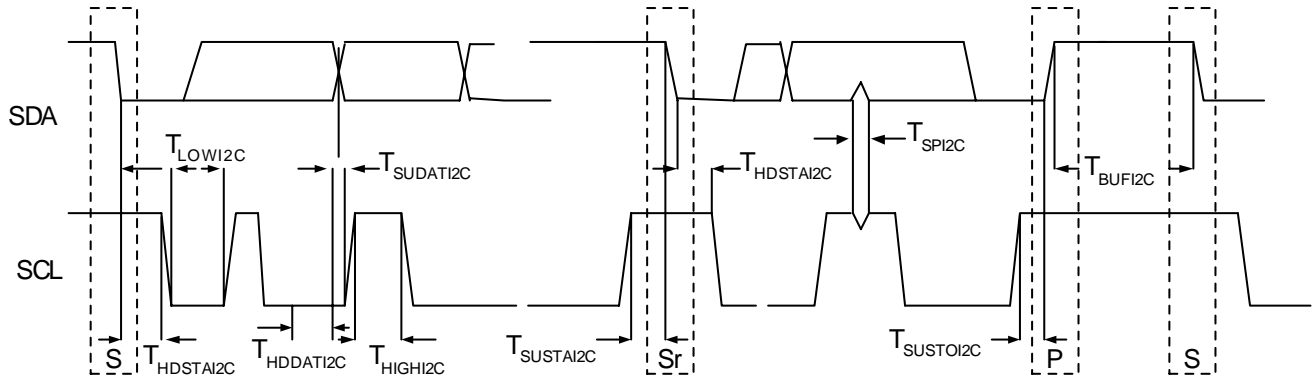 SDA
T_LOWI2C
T_SUDATI2C
T_HDSTAI2C
T_SPI2C
T_BUFI2C
SCL
S
T_HDSTAI2C
T_HDDATI2C
T_HIGHI2C
T_SUSTAI2C
Sr
T_SUSTOI2C
P
S